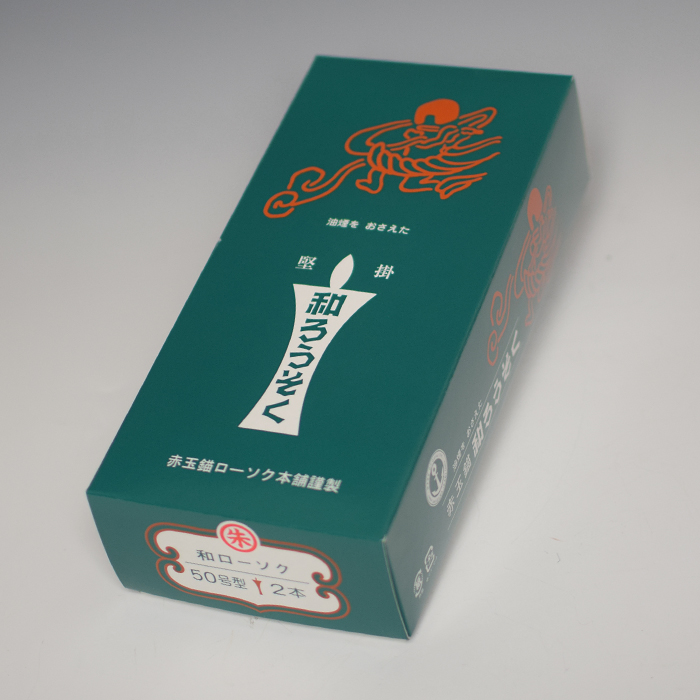 油煙を おさえた
堅 掛
和ろうそく
赤玉錨ローソク本舗謹製
朱
和ローソク
50号型 2本
油煙を おさえた
和ろうそく
赤玉錨